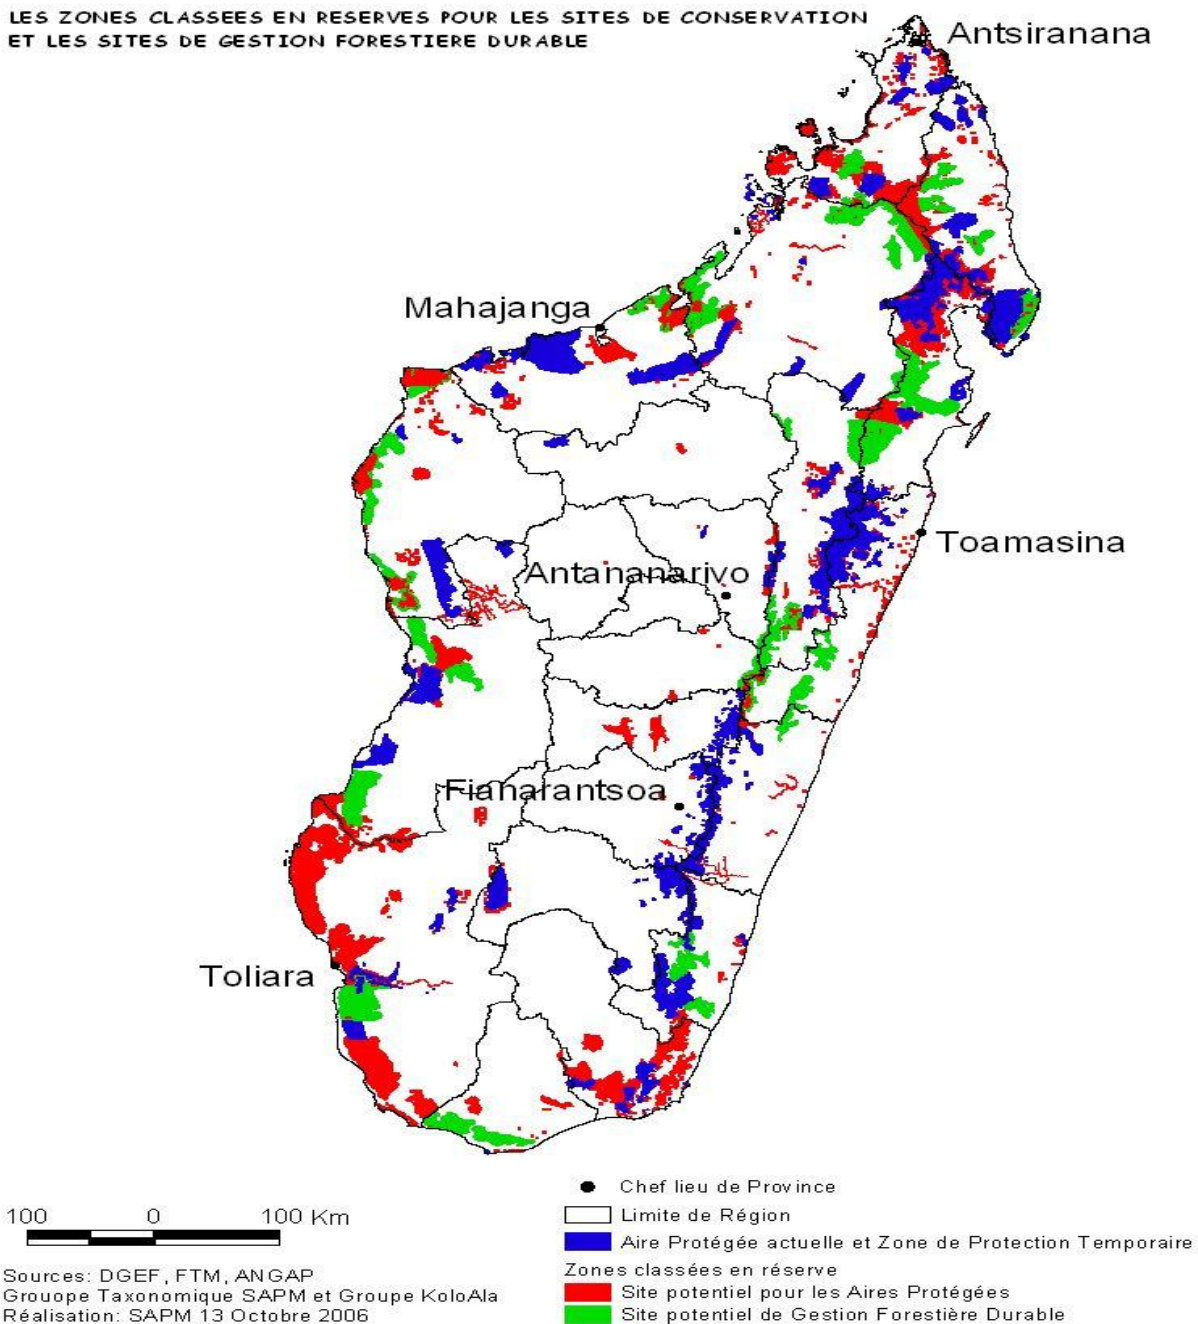 LES ZONES CLASSEES EN RESERVES POUR LES SITES DE CONSERVATION
ET LES SITES DE GESTION FORESTIERE DURABLE
Antsiranana
Mahajanga
Toamasina
Antananarivo
Fianarantsoa
Toliara
Chef lieu de Province
100 0 100 Km
Limite de Région
Aire Protégée actuelle et Zone de Protection Temporaire
Zones classées en réserve
Site potentiel pour les Aires Protégées
Site potentiel de Gestion Forestière Durable
Sources: DGEF, FTM, ANGAP
Grouope Taxonomique SAPM et Groupe KoloAla
Réalisation: SAPM 13 Octobre 2006